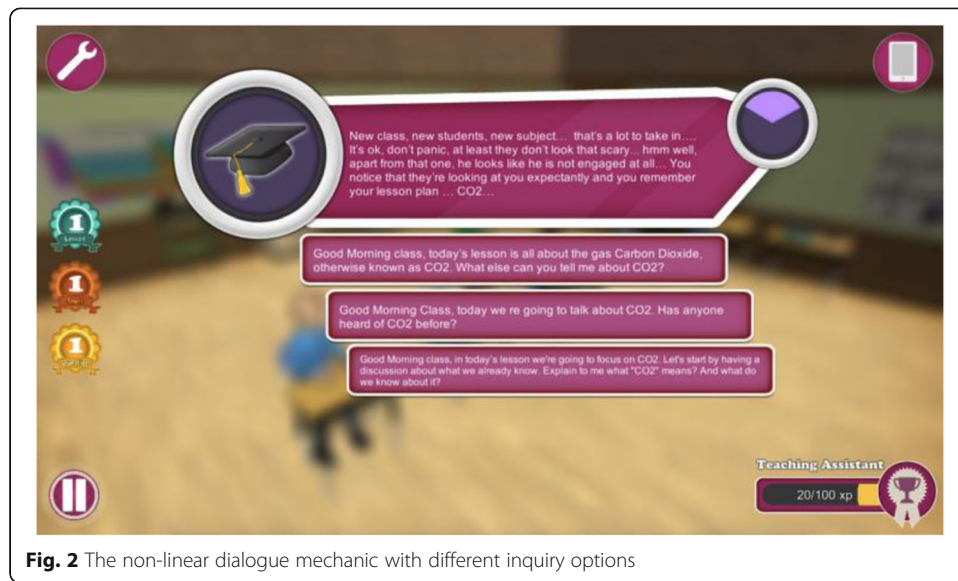 New class, new students, new subject... that's a lot to take in....
It's ok, don't panic, at least they don't look that scary... hmm well,
apart from that one, he looks like he is not engaged at all... You
notice that they're looking at you expectantly and you remember
your lesson plan ... CO2...
Good Morning class, today's lesson is all about the gas Carbon Dioxide,
otherwise known as CO2. What else can you tell me about CO2?
Good Morning Class, today we re going to talk about CO2. Has anyone
heard of CO2 before?
Good Morning class, in today's lesson we're going to focus on CO2. Let's start by having a
discussion about what we already know. Explain to me what "CO2" means? And what do
we know about it?
1
Lesson
1
1
Teaching Assistant
20/100 xp
Fig. 2 The non-linear dialogue mechanic with different inquiry options